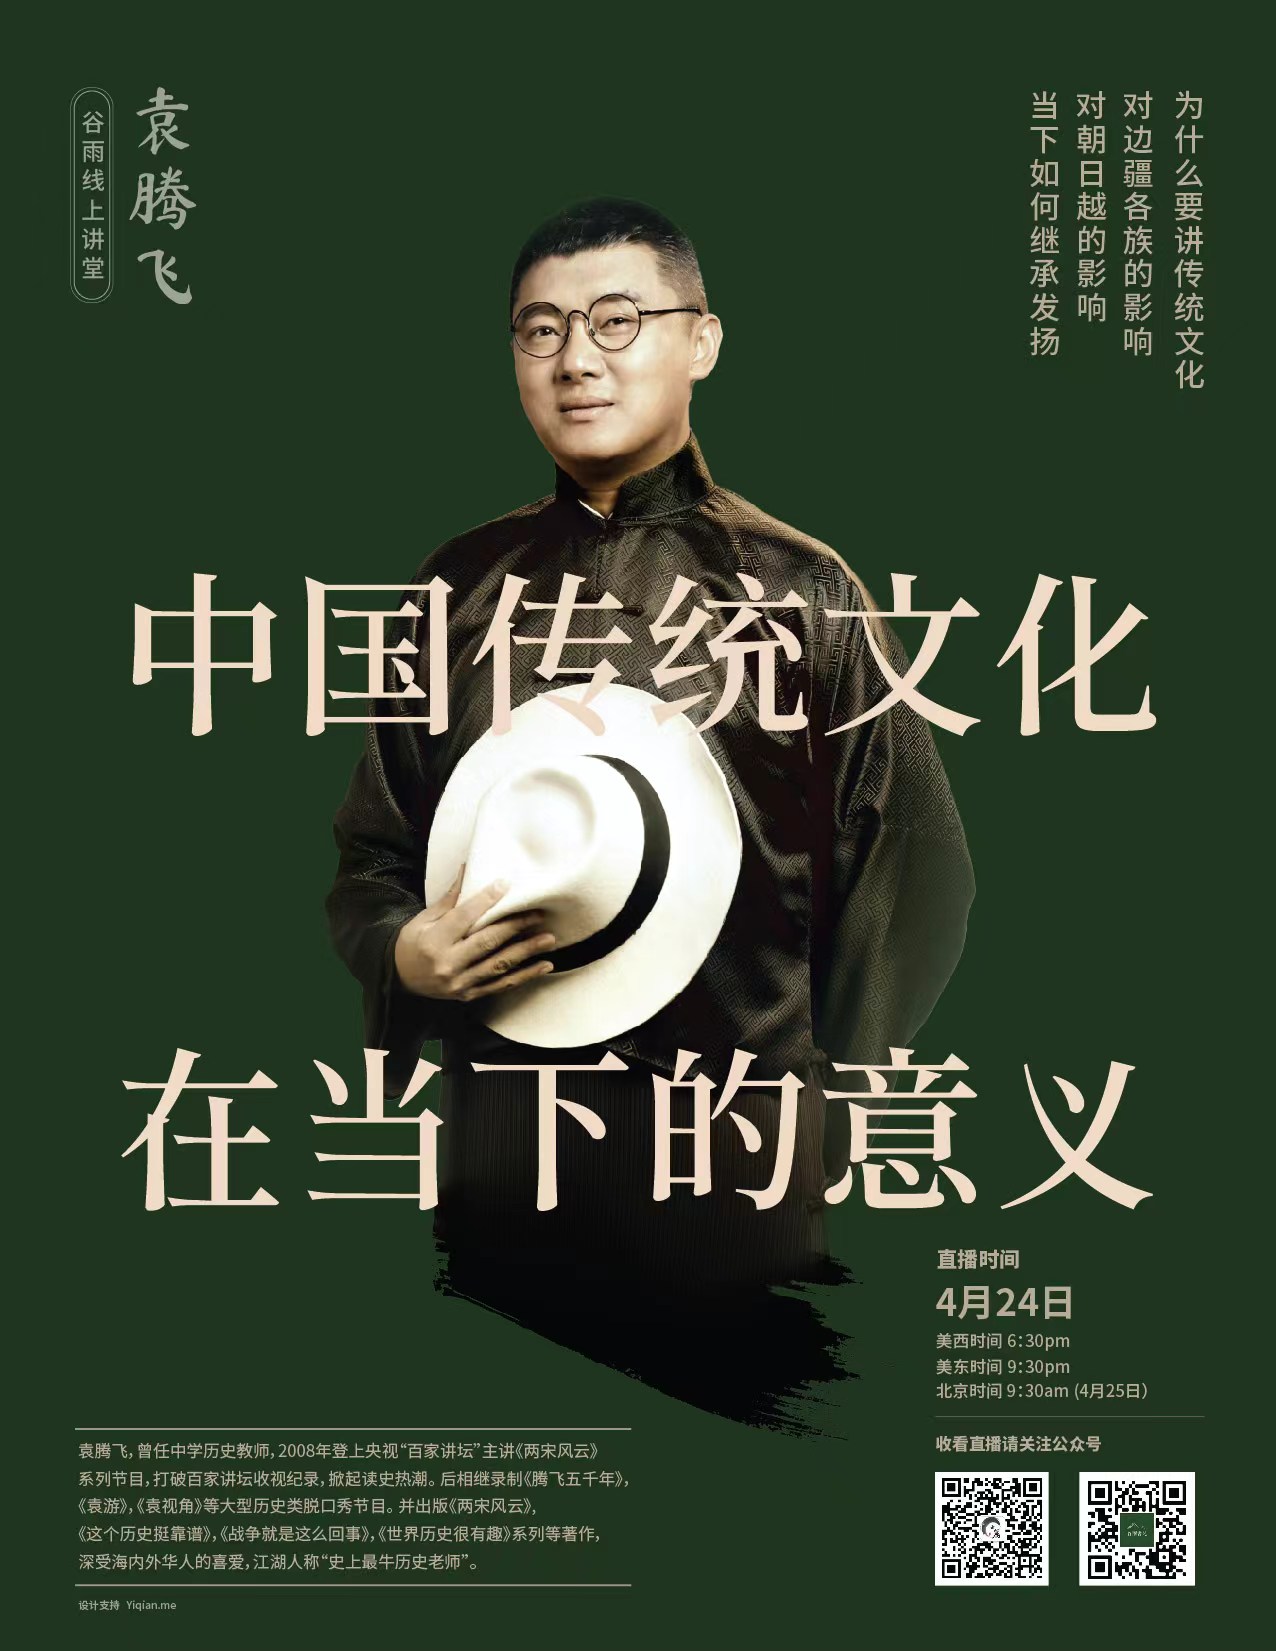 袁腾飞
谷雨线上讲堂
为什么要讲传统文化
对边疆各族的影响
对朝日越的影响
当下如何继承发扬
中国传统文化
在当下的意义
直播时间
4月24日
美西时间 6:30pm
美东时间 9:30pm
北京时间 9:30am (4月25日)
收看直播请关注公众号
袁腾飞，曾任中学历史教师，2008年登上央视“百家讲坛”主讲《两宋风云》
系列节目，打破百家讲坛收视纪录，掀起读史热潮。后相继录制《腾飞五千年》，
《袁游》，《袁视角》等大型历史类脱口秀节目。并出版《两宋风云》，
《这个历史挺靠谱》，《战争就是这么回事》，《世界历史很有趣》系列等著作，
深受海内外华人的喜爱，江湖人称“史上最牛历史老师”。
设计支持 Yiqian.me